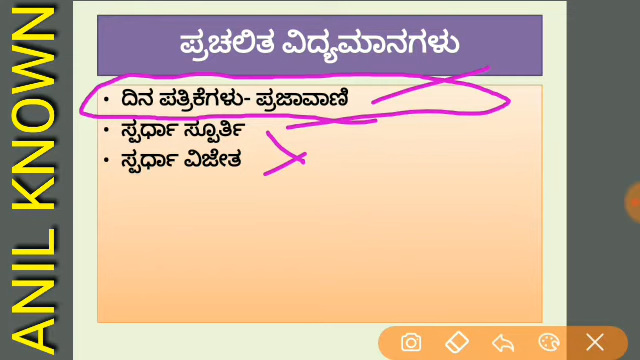 ANIL KNOWN
ಪ್ರಚಲಿತ ವಿದ್ಯಮಾನಗಳು
• ದಿನ ಪತ್ರಿಕೆಗಳು- ಪ್ರಜಾವಾಣಿ
• ಸ್ಪರ್ಧಾ ಸ್ಪೂರ್ತಿ
• ಸ್ಪರ್ಧಾ ವಿಜೇತ